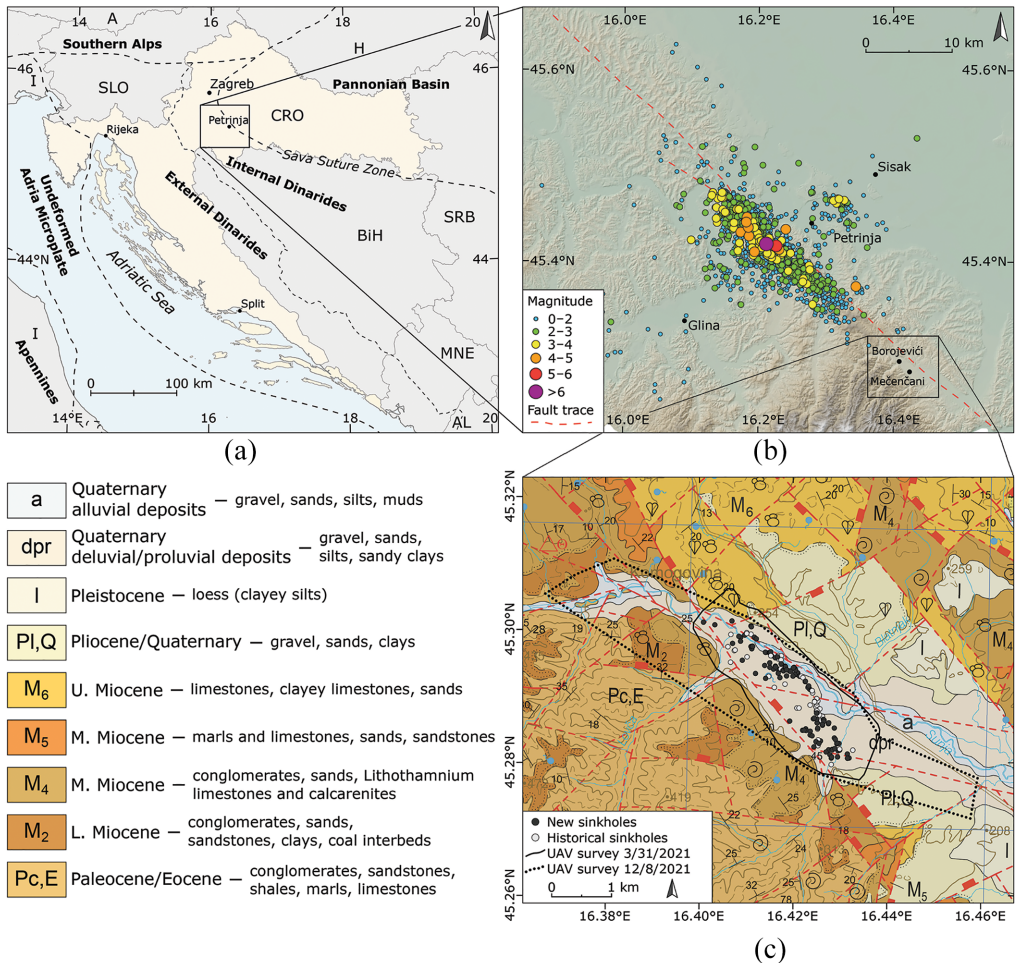 14
16
18
20
A
Southern Alps
H
46
46
I
SLO
Zagreb
Pannonian Basin
CRO
Petrinja
Rijeka
Sava Suture Zone
Internal Dinarides
External Dinarides
Undeformed
Adria Microplate
SRB
BiH
44°N
44
Adriatic Sea
Split
I
MNE
Apennines
0
100 km
AL
14°E
16
18
20
(a)
16.0°E
16.2°E
16.4°E
0
10 km
45.6°N
45.6°N
Sisak
Petrinja
45.4°N
45.4°N
Magnitude
0–2
2–3
3–4
4–5
5–6
>6
Fault trace
Glina
Borojevići
Mečenčani
16.0°E
16.2°E
16.4°E
(b)
a
Quaternary
alluvial deposits — gravel, sands, silts, muds
dpr
Quaternary
deluvial/proluvial deposits — gravel, sands,
silts, sandy clays
l
Pleistocene — loess (clayey silts)
Pl,Q
Pliocene/Quaternary — gravel, sands, clays
M6
U. Miocene — limestones, clayey limestones, sands
M5
M. Miocene — marls and limestones, sands, sandstones
M4
M. Miocene — conglomerates, sands, Lithothamnium
limestones and calcarenites
M2
L. Miocene — conglomerates, sands,
sandstones, clays, coal interbeds
Pc,E
Paleocene/Eocene — conglomerates, sandstones,
shales, marls, limestones
45.32°N
45.30°N
45.28°N
45.26°N
M6
M4
259
l
M4
Pl,Q
l
M2
Pc,E
a
dpr
M4
Pl,Q
419
208
l
M5
New sinkholes
Historical sinkholes
UAV survey 3/31/2021
UAV survey 12/8/2021
0
1 km
16.38°E
16.40°E
16.42°E
16.44°E
16.46°E
(c)